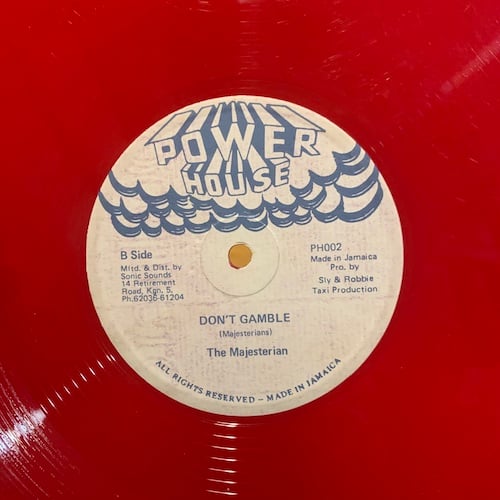 POWER
HOUSE
B Side
Mftd. & Dist. by
Sonic Sounds
14 Retirement
Road, Kgn. 5.
Ph.62036-61204
PH002
Made in Jamaica
Pro. by
Sly & Robbie
Taxi Production
DON'T GAMBLE
(Majesterians)
The Majesterian
ALL RIGHTS RESERVED – MADE IN JAMAICA